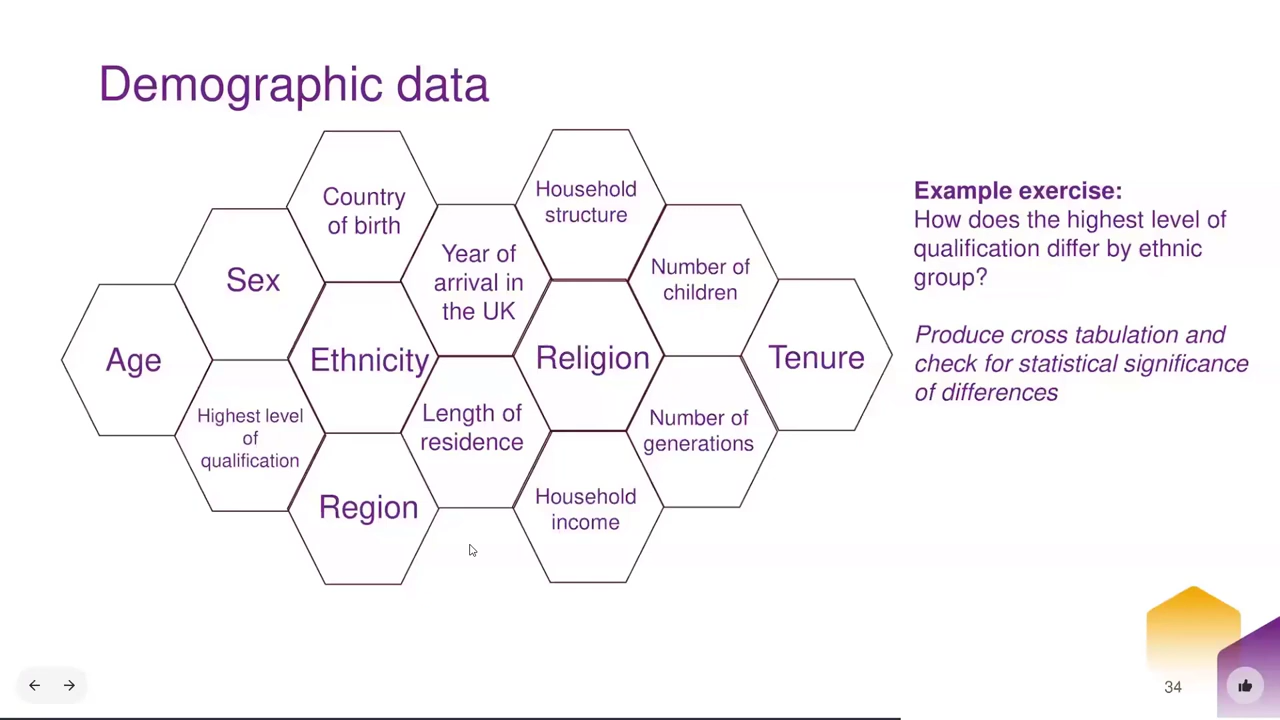 Demographic data
Country
of birth
Household
structure
Sex
Year of
arrival in
the UK
Number of
children
Age
Ethnicity
Religion
Tenure
Highest level
of
qualification
Length of
residence
Number of
generations
Region
Household
income
Example exercise:
How does the highest level of
qualification differ by ethnic
group?
Produce cross tabulation and
check for statistical significance
of differences
34